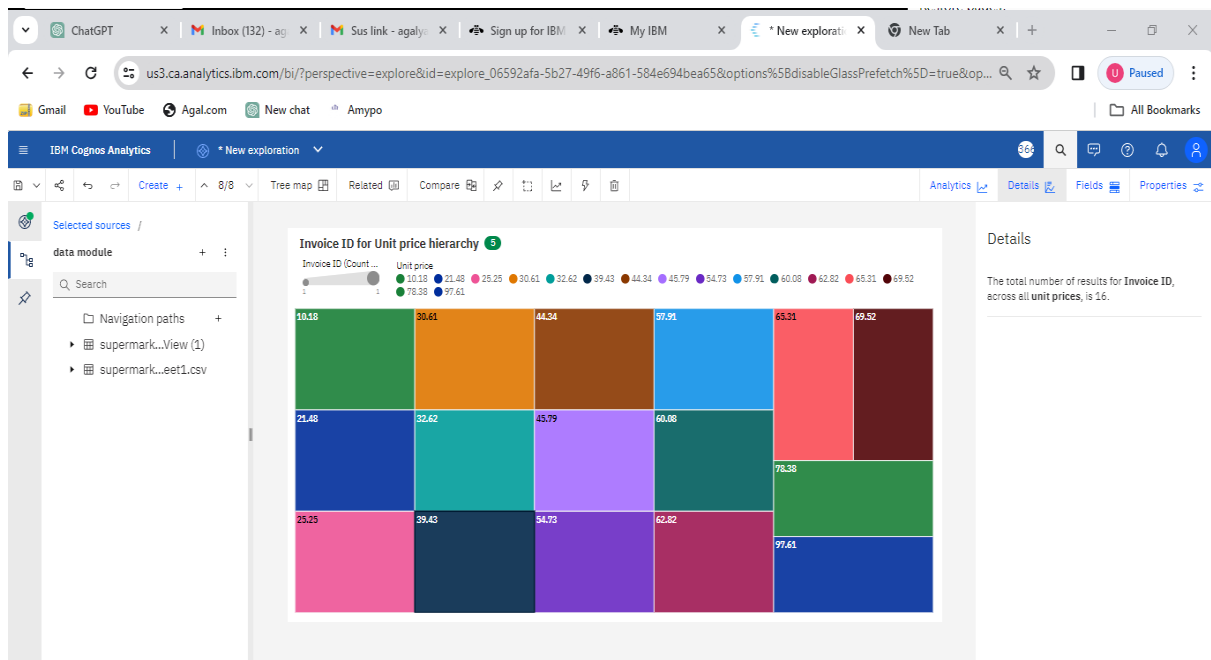 ChatGPT
Inbox (132) - ag
Sus link - agalya
Sign up for IBM
My IBM
* New explorati
New Tab
us3.ca.analytics.ibm.com/bi/?perspective=explore&id=explore_06592afa-5b27-49f6-a861-584e694bea65&options%5BdisableGlassPrefetch%5D=true&op...
U Paused
Gmail
YouTube
Agal.com
New chat
Amypo
All Bookmarks
IBM Cognos Analytics
* New exploration
Create
8/8
Tree map
Related
Compare
Analytics
Details
Fields
Properties
Selected sources /
data module
Search
Navigation paths
supermark...View (1)
supermark...eet1.csv
Invoice ID for Unit price hierarchy 5
Invoice ID (Count ...
1 1
Unit price
10.18 21.48 25.25 30.61 32.62 39.43 44.34 45.79 54.73 57.91 60.08 62.82 65.31 69.52
78.38 97.61
10.18 30.61 44.34 57.91 65.31 69.52
21.48 32.62 45.79 60.08
78.38
25.25 39.43 54.73 62.82
97.61
Details
The total number of results for Invoice ID,
across all unit prices, is 16.